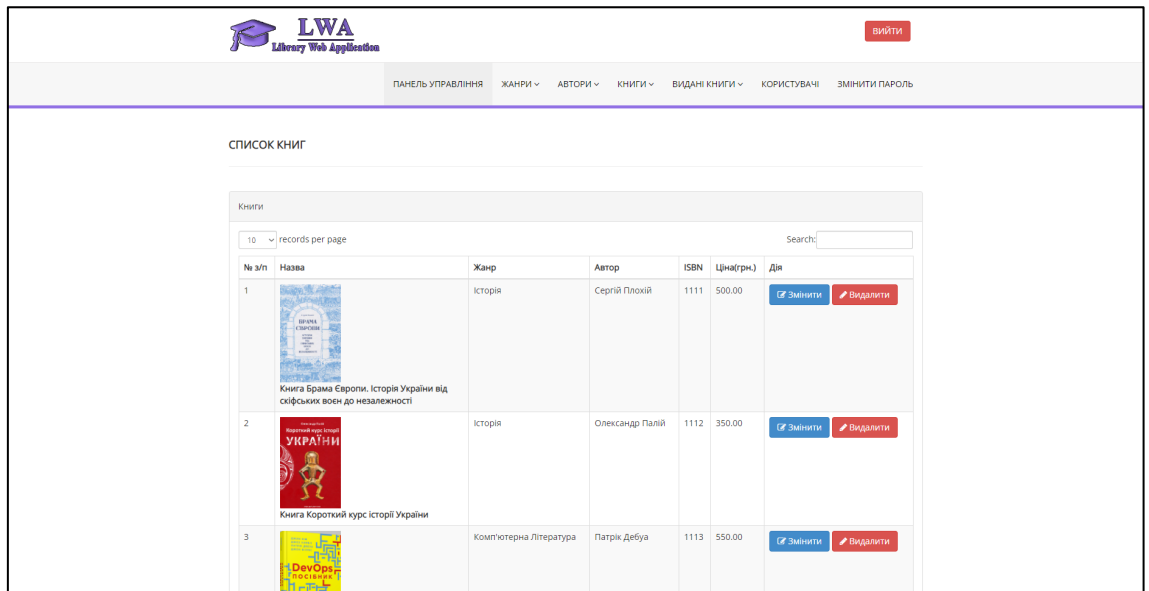 LWA
Library Web Application
ВИЙТИ
ПАНЕЛЬ УПРАВЛІННЯ ЖАНРИ АВТОРИ КНИГИ ВИДАНІ КНИГИ КОРИСТУВАЧІ ЗМІНИТИ ПАРОЛЬ
СПИСОК КНИГ
Книги
10 records per page Search:
№ з/п Назва Жанр Автор ISBN Ціна(грн.) Дія
1 Історія Сергій Плохій 1111 500.00 Змінити Видалити
БРАМА
ЄВРОПИ
Книга Брама Європи. Історія України від
скіфських воєн до незалежності
2 Історія Олександр Палій 1112 350.00 Змінити Видалити
Короткий курс історії
УКРАЇНИ
Книга Короткий курс історії України
3 Комп'ютерна Література Патрік Дебуа 1113 550.00 Змінити Видалити
DevOps
ПОСІБНИК